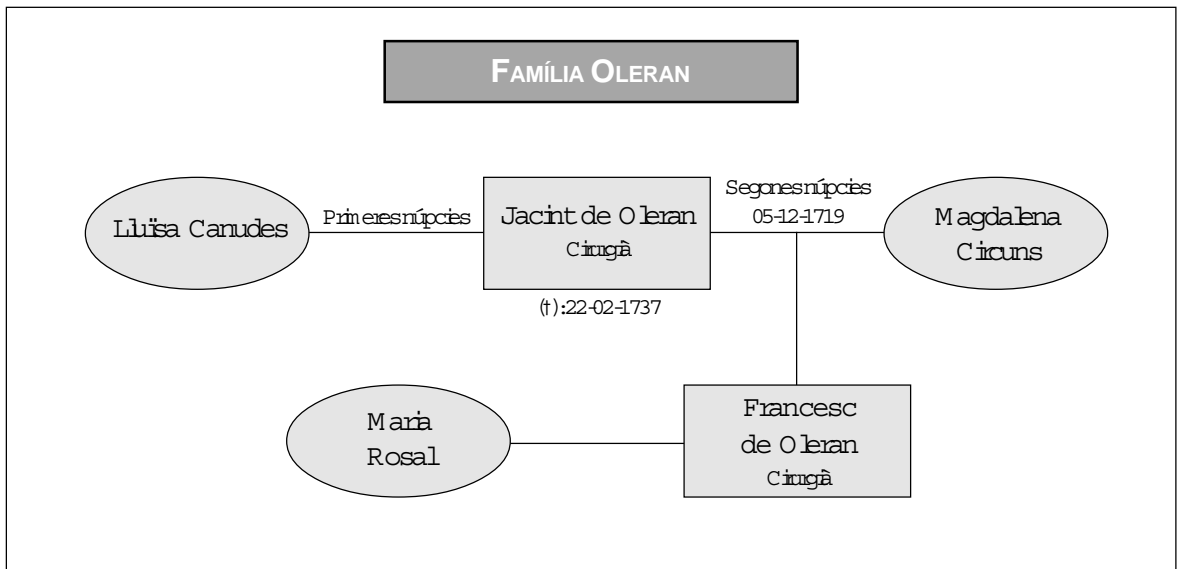 FAMÍLIA OLERAN
Lluïsa Canudes
Primeres núpcies
Jacint de Oleran
Cirurgià
(†):22-02-1737
Segones núpcies
05-12-1719
Magdalena
Circuns
Maria
Rosal
Francesc
de Oleran
Cirurgià